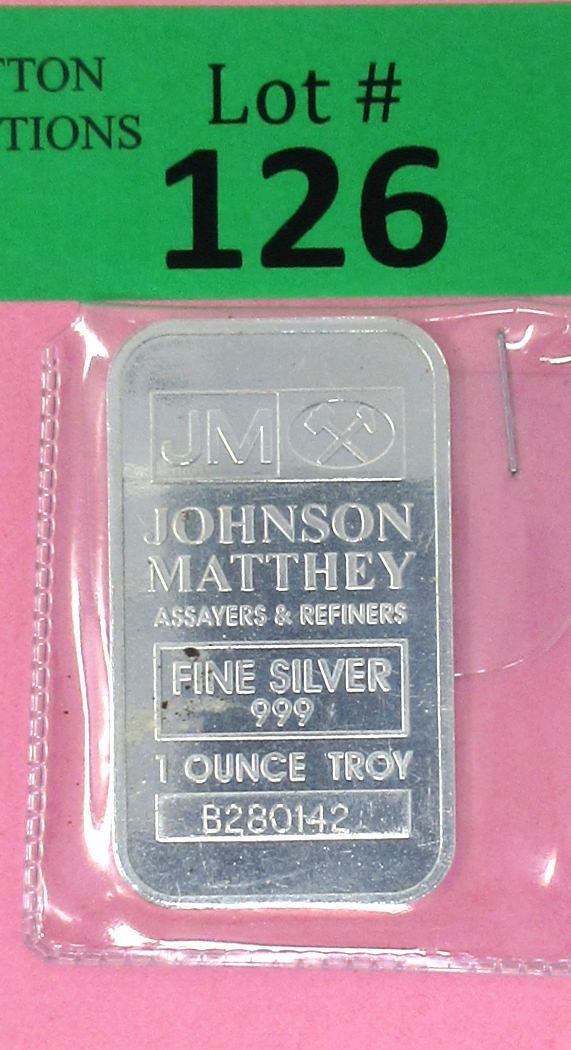 TTON
TIONS
Lot #
126
JM
JOHNSON
MATTHEY
ASSAYERS & REFINERS
FINE SILVER
999
1 OUNCE TROY
B280142